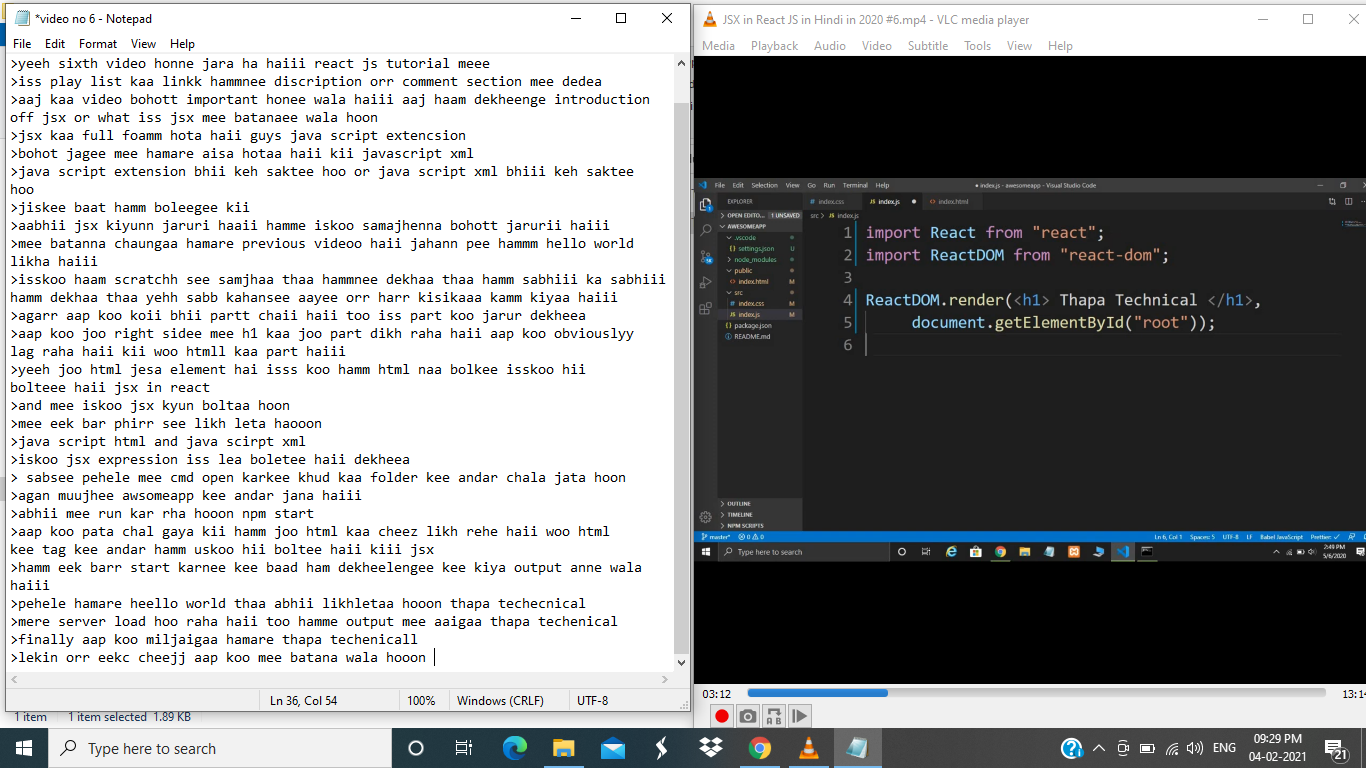 *video no 6 - Notepad
File Edit Format View Help
>yeeh sixth video honne jara ha haiii react js tutorial meee
>iss play list kaa linkk hammnee discription orr comment section mee dedea
>aaj kaa video bohott important honee wala haiii aaj haam dekheenge introduction
off jsx or what iss jsx mee batanaee wala hoon
>jsx kaa full foamm hota haii guys java script extencsion
>bohot jagee mee hamare aisa hotaa haii kii javascript xml
>java script extension bhii keh saktee hoo or java script xml bhiii keh saktee
hoo
>jiskee baat hamm boleegee kii
>aabhii jsx kiyunn jaruri haaii hamme iskoo samajhenna bohott jarurii haiii
>mee batanna chaungaa hamare previous videoo haii jahann pee hammm hello world
likha haiii
>isskoo haam scratchh see samjhaa thaa hammnee dekhaa thaa hamm sabhiii ka sabhiii
hamm dekhaa thaa yehh sabb kahansee aayee orr harr kisikaaa kamm kiyaa haiii
>agarr aap koo koii bhii partt chaii haii too iss part koo jarur dekheea
>aap koo joo right sidee mee h1 kaa joo part dikh raha haii aap koo obviouslyy
lag raha haii kii woo htmll kaa part haiii
>yeeh joo html jesa element hai isss koo hamm html naa bolkee isskoo hii
bolteee haii jsx in react
>and mee iskoo jsx kyun boltaa hoon
>mee eek bar phirr see likh leta haooon
>java script html and java scirpt xml
>iskoo jsx expression iss lea boletee haii dekheea
> sabsee pehele mee cmd open karkee khud kaa folder kee andar chala jata hoon
>agan muujhee awsomeapp kee andar jana haiii
>abhii mee run kar rha hooon npm start
>aap koo pata chal gaya kii hamm joo html kaa cheez likh rehe haii woo html
kee tag kee andar hamm uskoo hii boltee haii kiii jsx
>hamm eek barr start karnee kee baad ham dekheelengee kee kiya output anne wala
haiii
>pehele hamare heello world thaa abhii likhletaa hooon thapa techecnical
>mere server load hoo raha haii too hamme output mee aaigaa thapa techenical
>finally aap koo miljaigaa hamare thapa techenicall
>lekin orr eekc cheejj aap koo mee batana wala hooon
Ln 36, Col 54 100% Windows (CRLF) UTF-8
1 item 1 item selected 1.89 KB
JSX in React JS in Hindi in 2020 #6.mp4 - VLC media player
Media Playback Audio Video Subtitle Tools View Help
File Edit Selection View Go Run Terminal Help
● index.js - awesomeapp - Visual Studio Code
EXPLORER
index.css index.js index.html
OPEN EDITO... 1 UNSAVED
src > index.js
AWESOMEAPP
.vscode
settings.json U
node_modules
public
index.html M
src
index.css M
index.js M
package.json
README.md
1 import React from "react";
2 import ReactDOM from "react-dom";
3
4 ReactDOM.render(<h1> Thapa Technical </h1>,
5 document.getElementById("root"));
6
OUTLINE
TIMELINE
NPM SCRIPTS
master* 0 0 Ln 6, Col 1 Spaces: 5 UTF-8 LF Babel JavaScript Prettier: ✓
Type here to search
2:49 PM
5/6/2020
03:12 13:14
Type here to search
ENG
09:29 PM
04-02-2021
21